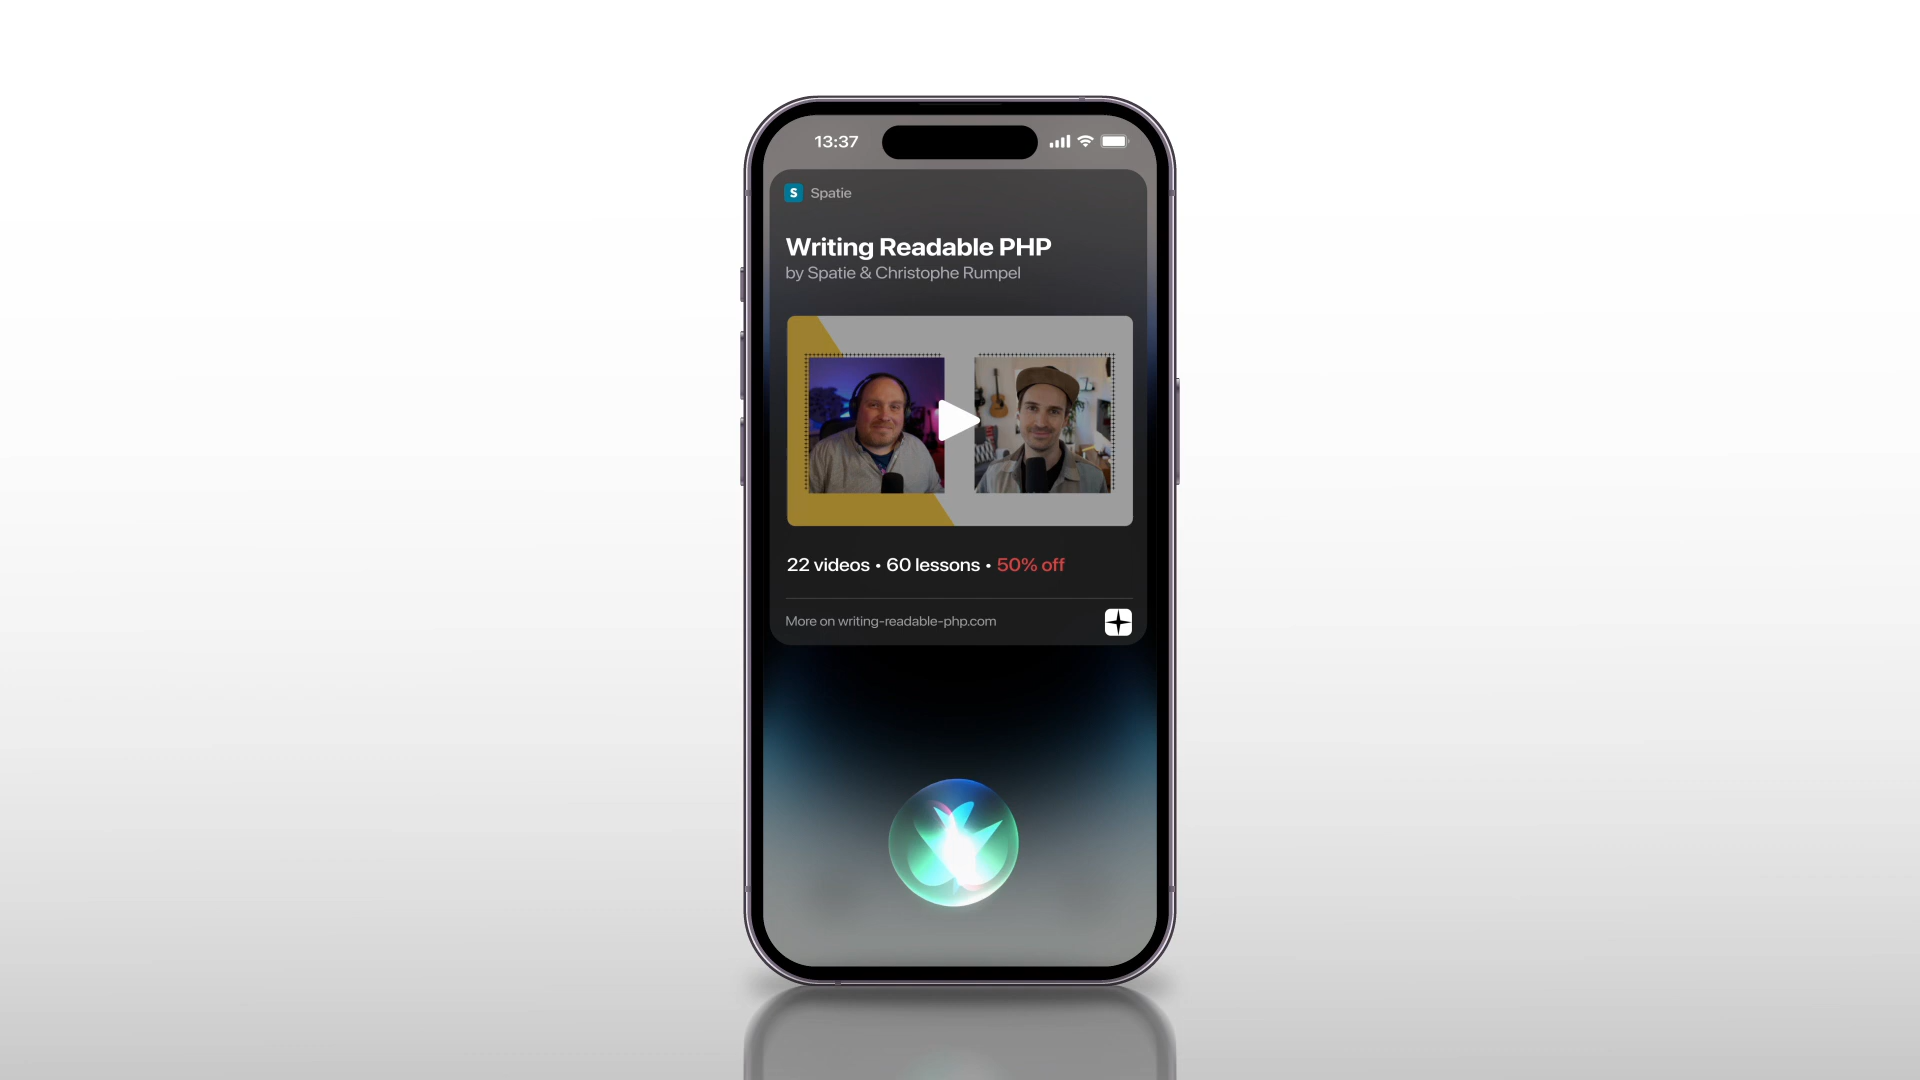 13:37
S Spatie
Writing Readable PHP
by Spatie & Christophe Rumpel
22 videos • 60 lessons • 50% off
More on writing-readable-php.com